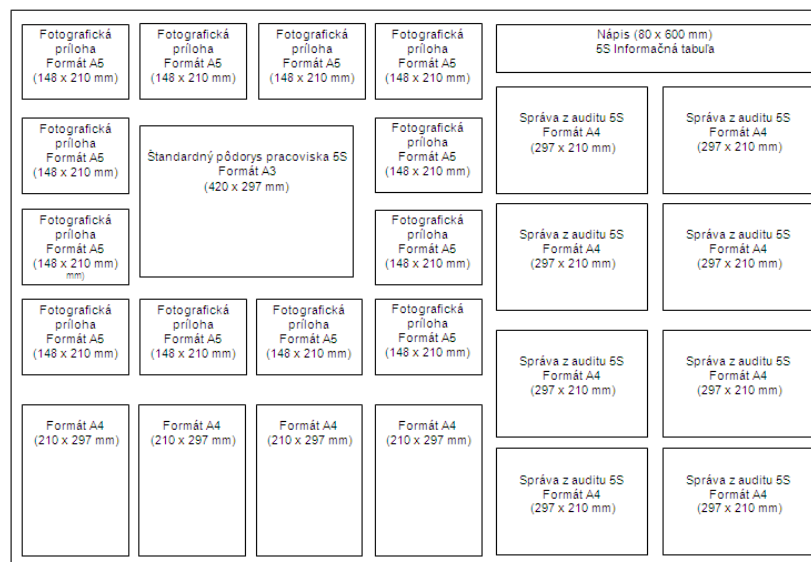 Fotografická
príloha
Formát A5
(148 x 210 mm)
Fotografická
príloha
Formát A5
(148 x 210 mm)
Fotografická
príloha
Formát A5
(148 x 210 mm)
Fotografická
príloha
Formát A5
(148 x 210 mm)
Nápis (80 x 600 mm)
5S Informačná tabuľa
Fotografická
príloha
Formát A5
(148 x 210 mm)
Štandardný pôdorys pracoviska 5S
Formát A3
(420 x 297 mm)
Fotografická
príloha
Formát A5
(148 x 210 mm)
Správa z auditu 5S
Formát A4
(297 x 210 mm)
Správa z auditu 5S
Formát A4
(297 x 210 mm)
Fotografická
príloha
Formát A5
(148 x 210 mm)
mm)
Fotografická
príloha
Formát A5
(148 x 210 mm)
Správa z auditu 5S
Formát A4
(297 x 210 mm)
Správa z auditu 5S
Formát A4
(297 x 210 mm)
Fotografická
príloha
Formát A5
(148 x 210 mm)
Fotografická
príloha
Formát A5
(148 x 210 mm)
Fotografická
príloha
Formát A5
(148 x 210 mm)
Fotografická
príloha
Formát A5
(148 x 210 mm)
Správa z auditu 5S
Formát A4
(297 x 210 mm)
Správa z auditu 5S
Formát A4
(297 x 210 mm)
Formát A4
(210 x 297 mm)
Formát A4
(210 x 297 mm)
Formát A4
(210 x 297 mm)
Formát A4
(210 x 297 mm)
Správa z auditu 5S
Formát A4
(297 x 210 mm)
Správa z auditu 5S
Formát A4
(297 x 210 mm)